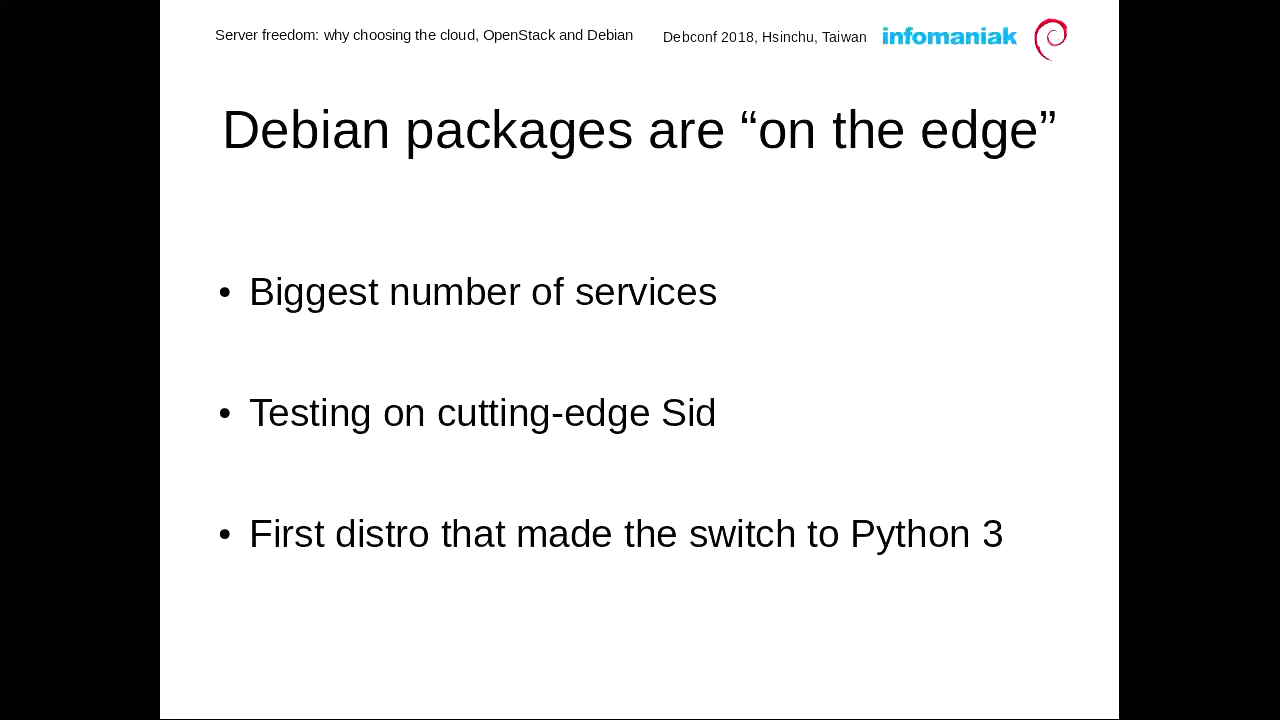 Server freedom: why choosing the cloud, OpenStack and Debian
Debconf 2018, Hsinchu, Taiwan
infomaniak
Debian packages are “on the edge”
• Biggest number of services
• Testing on cutting-edge Sid
• First distro that made the switch to Python 3